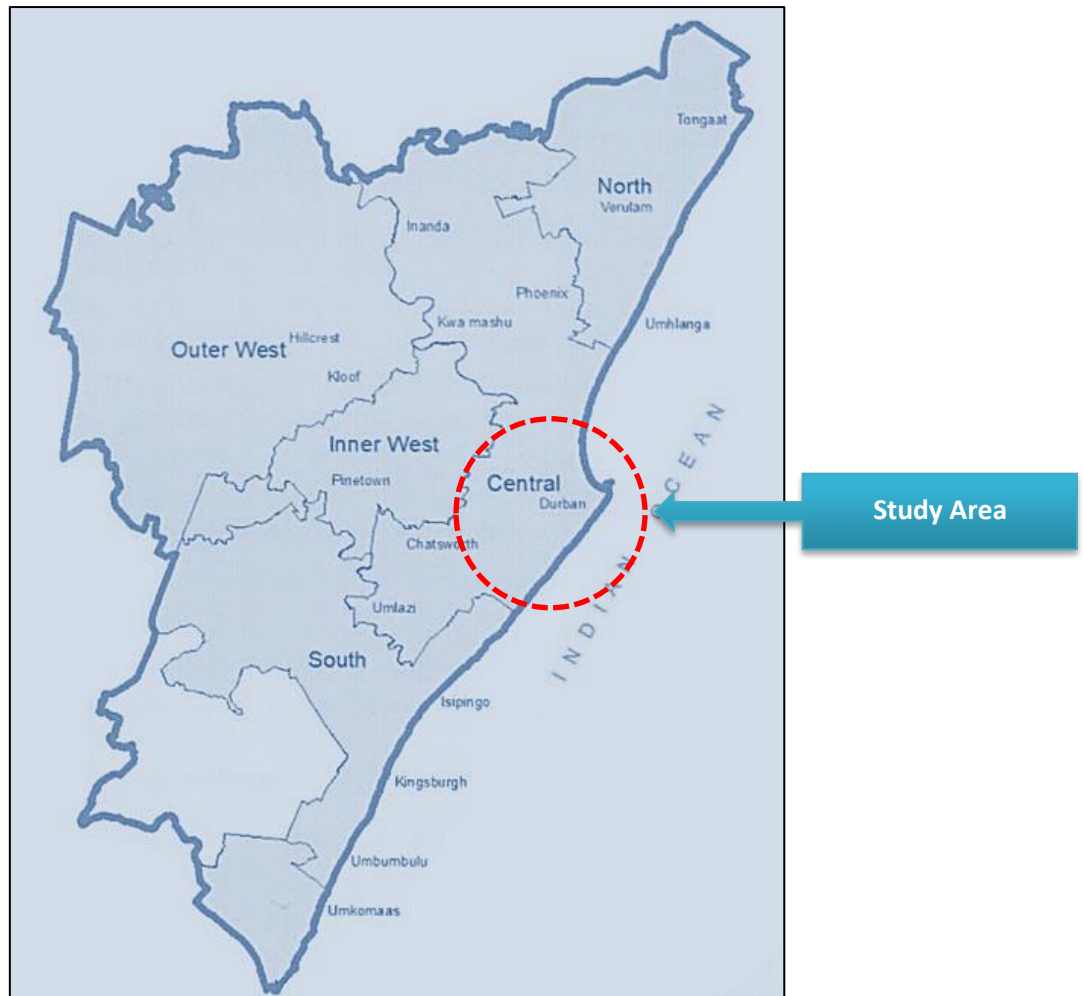 Tongaat
North
Verulam
Inanda
Phoenix
Kwa mashu
Umhlanga
Outer West
Hillcrest
Kloof
Inner West
Pinetown
Central
Durban
Study Area
INDIAN OCEAN
Chatsworth
Umlazi
South
Isipingo
Kingsburgh
Umbumbulu
Umkomaas